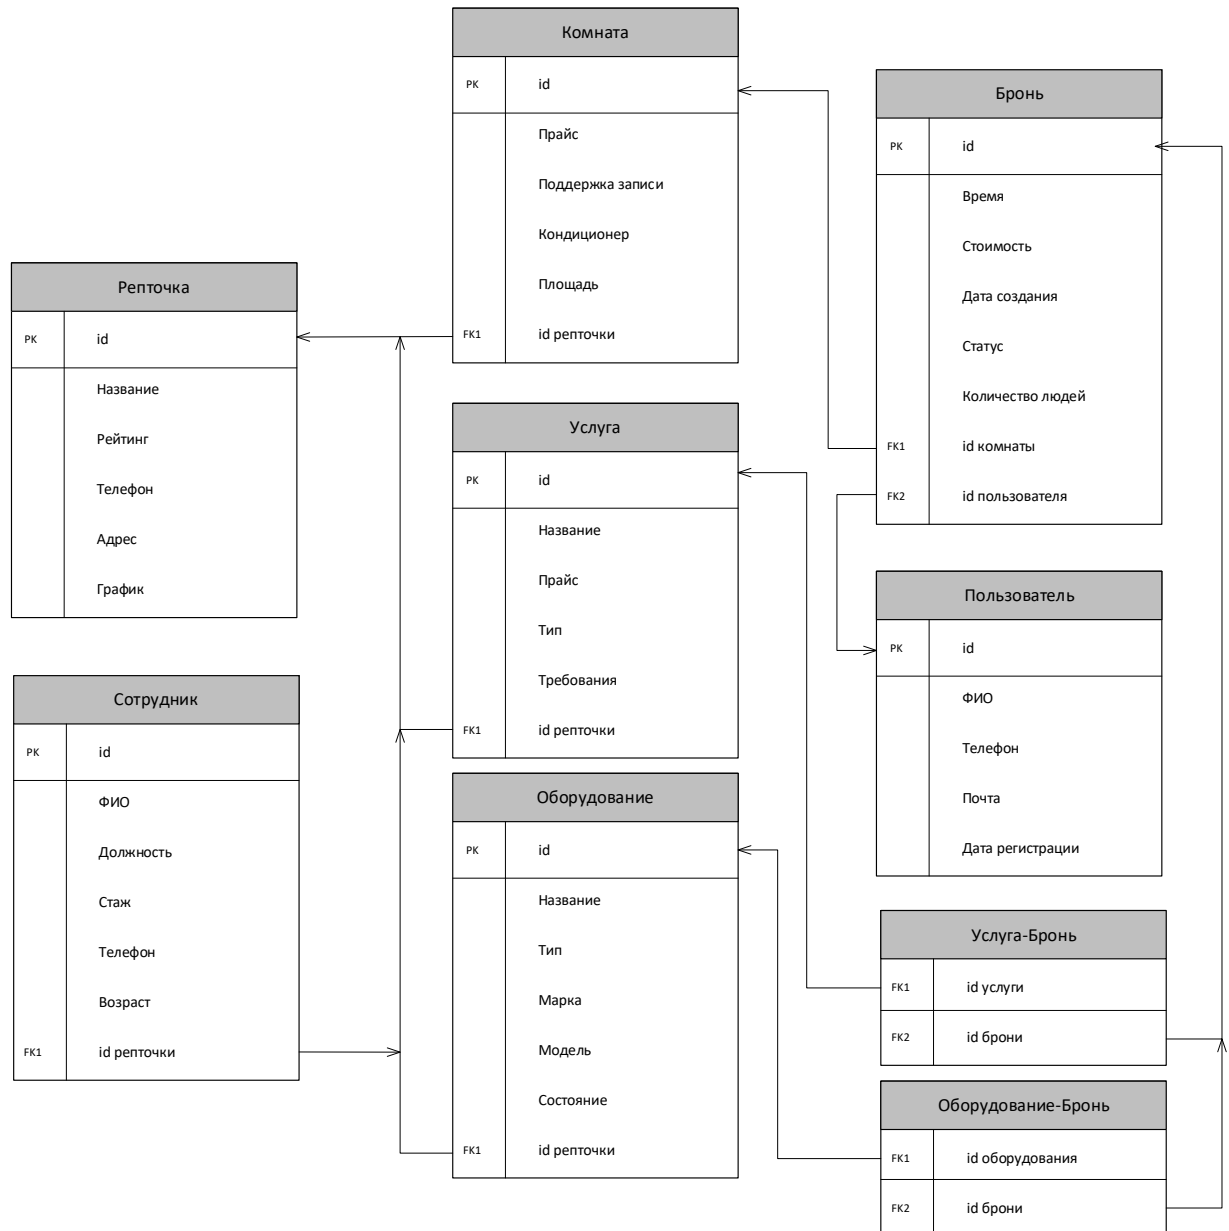 Комната
PK id
Прайс
Поддержка записи
Кондиционер
Площадь
FK1 id репточки
Бронь
PK id
Время
Стоимость
Дата создания
Статус
Количество людей
FK1 id комнаты
FK2 id пользователя
Репточка
PK id
Название
Рейтинг
Телефон
Адрес
График
Услуга
PK id
Название
Прайс
Тип
Требования
FK1 id репточки
Пользователь
PK id
ФИО
Телефон
Почта
Дата регистрации
Сотрудник
PK id
ФИО
Должность
Стаж
Телефон
Возраст
FK1 id репточки
Оборудование
PK id
Название
Тип
Марка
Модель
Состояние
FK1 id репточки
Услуга-Бронь
FK1 id услуги
FK2 id брони
Оборудование-Бронь
FK1 id оборудования
FK2 id брони